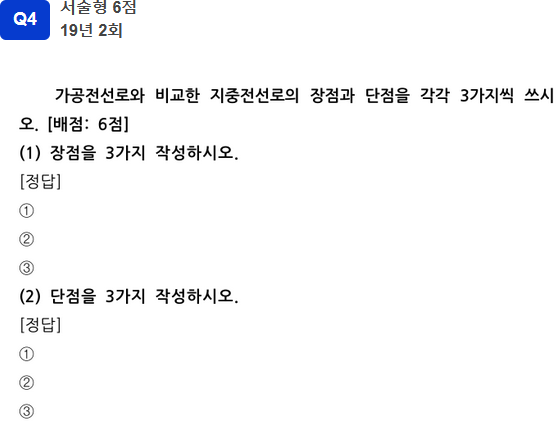 Q4
서술형 6점
19년 2회
가공전선로와 비교한 지중전선로의 장점과 단점을 각각 3가지씩 쓰시
오. [배점: 6점]
(1) 장점을 3가지 작성하시오.
[정답]
①
②
③
(2) 단점을 3가지 작성하시오.
[정답]
①
②
③